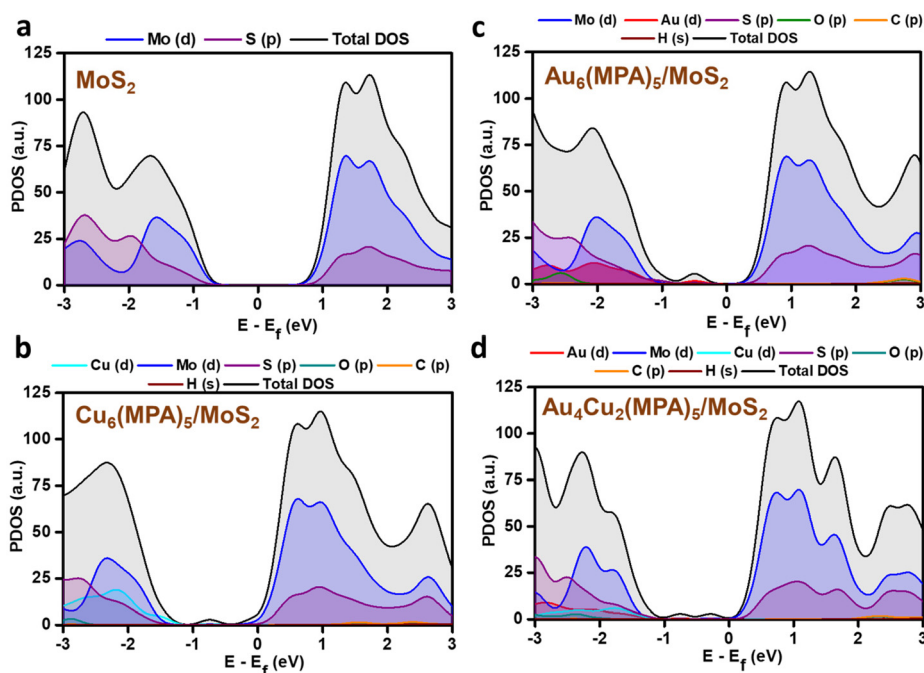 a
Mo (d) S (p) Total DOS
MoS2
PDOS (a.u.)
125
100
75
50
25
0
-3 -2 -1 0 1 2 3
E - Ef (eV)
c
Mo (d) Au (d) S (p) O (p) C (p)
H (s) Total DOS
Au6(MPA)5/MoS2
PDOS (a.u.)
125
100
75
50
25
0
-3 -2 -1 0 1 2 3
E - Ef (eV)
b
Cu (d) Mo (d) S (p) O (p) C (p)
H (s) Total DOS
Cu6(MPA)5/MoS2
PDOS (a.u.)
125
100
75
50
25
0
-3 -2 -1 0 1 2 3
E - Ef (eV)
d
Au (d) Mo (d) Cu (d) S (p) O (p)
C (p) H (s) Total DOS
Au4Cu2(MPA)5/MoS2
PDOS (a.u.)
125
100
75
50
25
0
-3 -2 -1 0 1 2 3
E - Ef (eV)